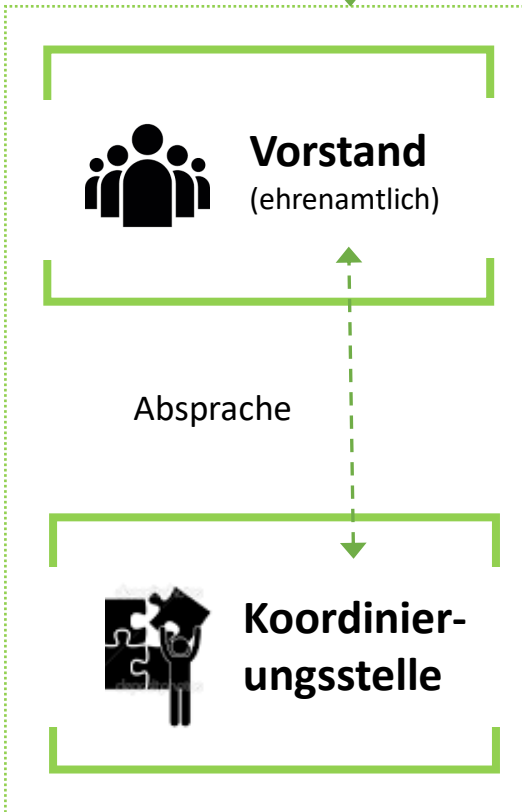 Vorstand
(ehrenamtlich)
Absprache
Koordinier-
ungsstelle